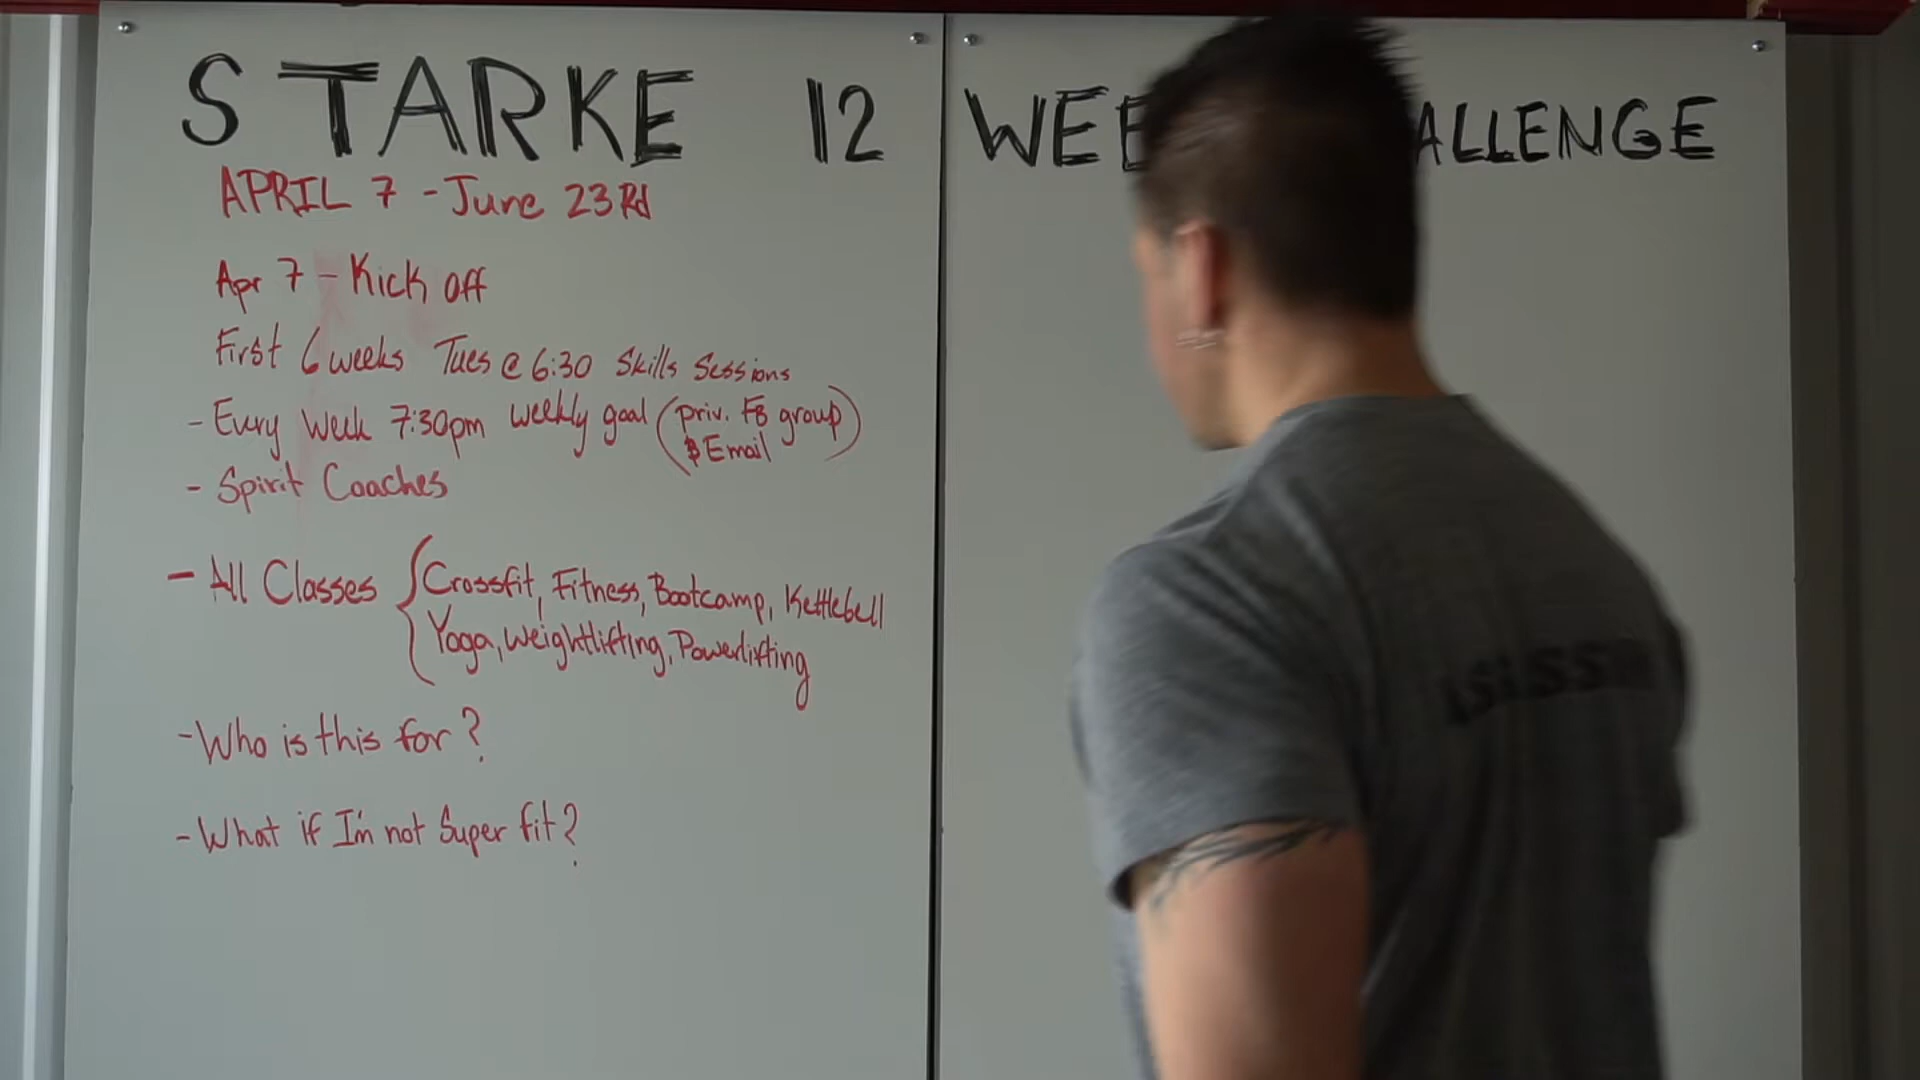 STARKE 12 WEE ALLENGE
APRIL 7 - June 23Rd
Apr 7 - Kick Off
First 6 weeks Tues @ 6:30 Skills Sessions
- Every Week 7:30pm weekly goal (priv. FB group
& Email)
- Spirit Coaches
- All Classes { Crossfit, Fitness, Bootcamp, Kettlebell
Yoga, Weightlifting, Powerlifting
- Who is this for?
- What if I'm not Super fit?